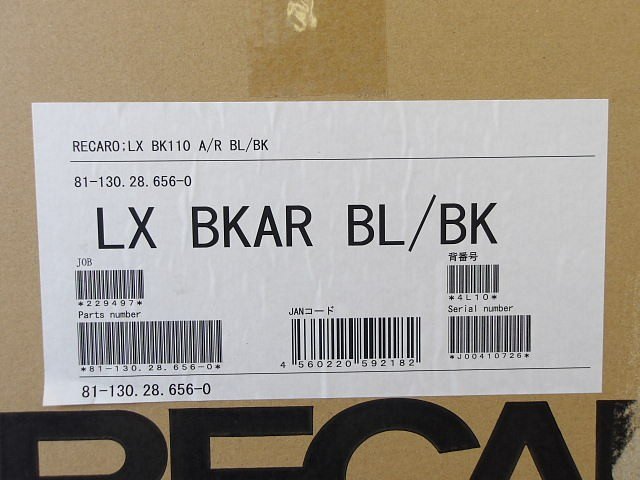 RECARO:LX BK110 A/R BL/BK
81-130.28.656-0
LX BKAR BL/BK
JOB
*229497*
背番号
*4L10*
Parts number
*81-130.28.656-0*
JANコード
4 560220 592182
Serial number
*J00410726*
81-130.28.656-0
RECA